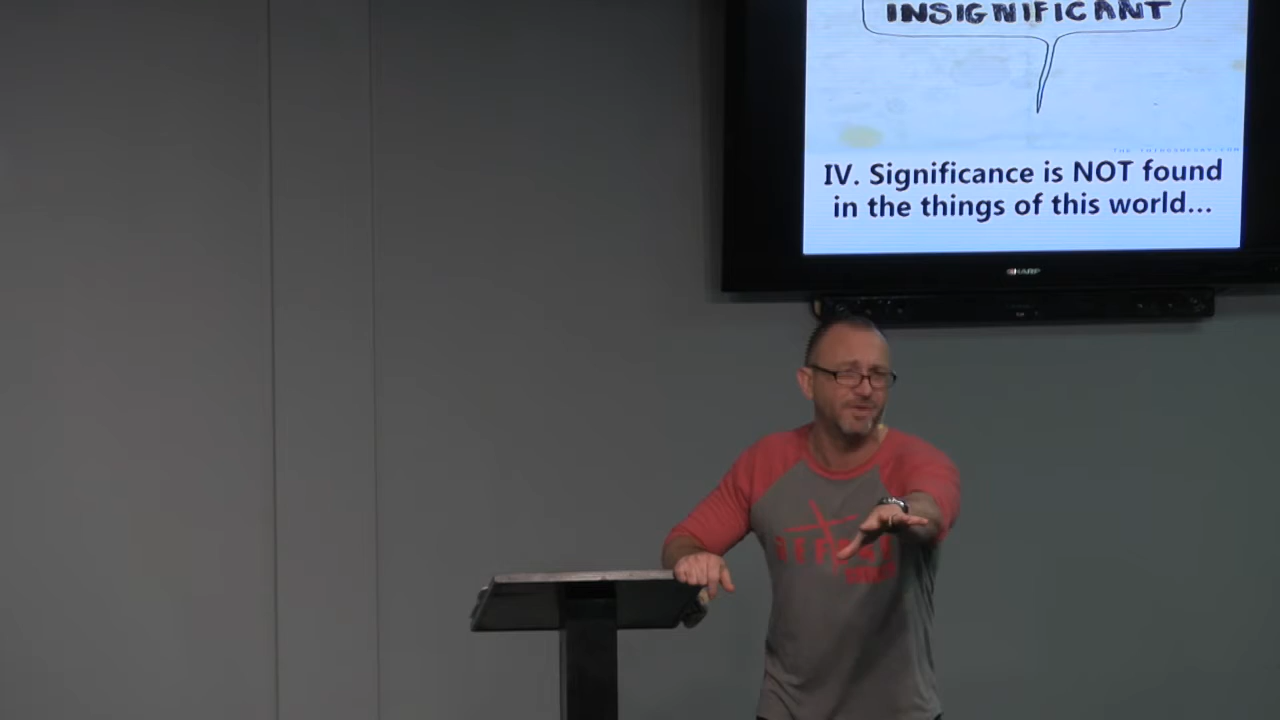 INSIGNIFICANT
IV. Significance is NOT found
in the things of this world...
SHARP